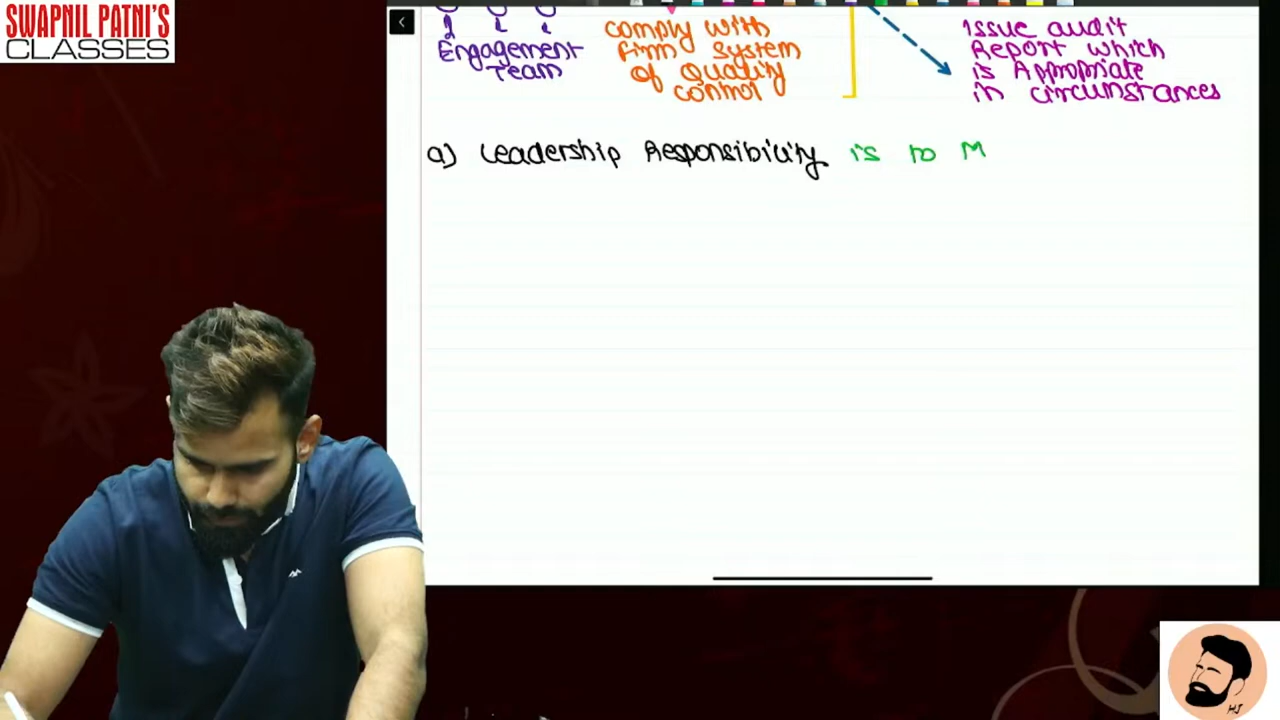 SWAPNIL PATNI'S
CLASSES
Engagement
Team
comply with
firm system
of Quality
control
Issue audit
Report which
is Appropriate
in circumstances
a) Leadership Responsibility is to M
HS